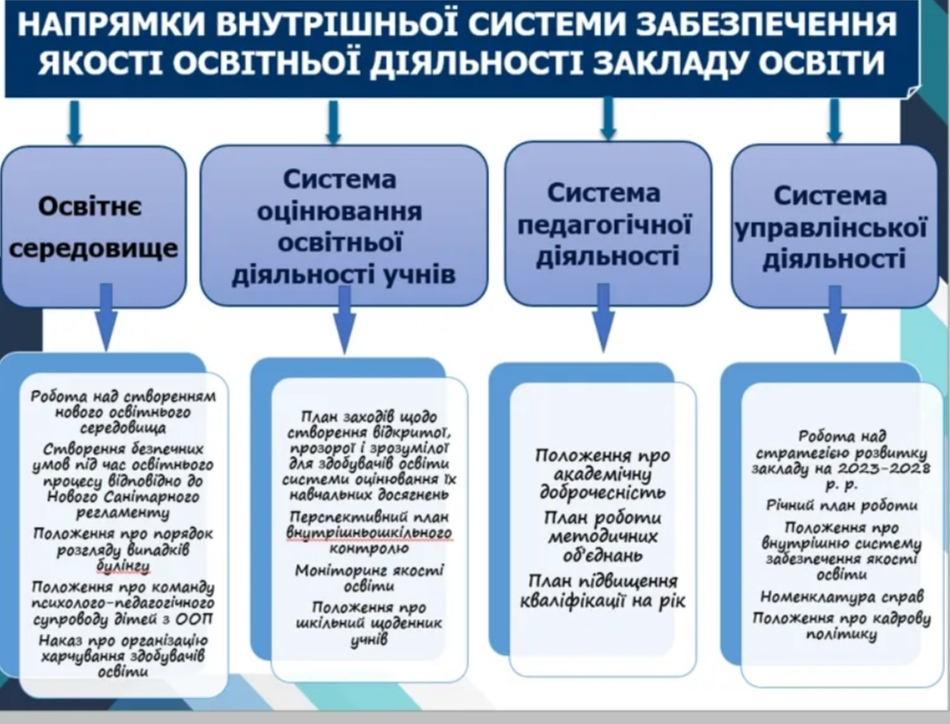 НАПРЯМКИ ВНУТРІШНЬОЇ СИСТЕМИ ЗАБЕЗПЕЧЕННЯ
ЯКОСТІ ОСВІТНЬОЇ ДІЯЛЬНОСТІ ЗАКЛАДУ ОСВІТИ
Освітнє
середовище
Система
оцінювання
освітньої
діяльності учнів
Система
педагогічної
діяльності
Система
управлінської
діяльності
Робота над створенням
нового освітнього
середовища
Створення безпечних
умов під час освітнього
процесу відповідно до
Нового Санітарного
регламенту
Положення про порядок
розгляду випадків
булінгу
Положення про команду
психолого-педагогічного
супроводу дітей з ООП
Наказ про організацію
харчування здобувачів
освіти
План заходів щодо
створення відкритої,
прозорої і зрозумілої
для здобувачів освіти
системи оцінювання їх
навчальних досягнень
Перспективний план
внутрішньошкільного
контролю
Моніторинг якості
освіти
Положення про
шкільний щоденник
учнів
Положення про
академічну
доброчесність
План роботи
методичних
об'єднань
План підвищення
кваліфікації на рік
Робота над
стратегією розвитку
закладу на 2023-2028
р. р.
Річний план роботи
Положення про
внутрішню систему
забезпечення якості
освіти
Номенклатура справ
Положення про кадрову
політику